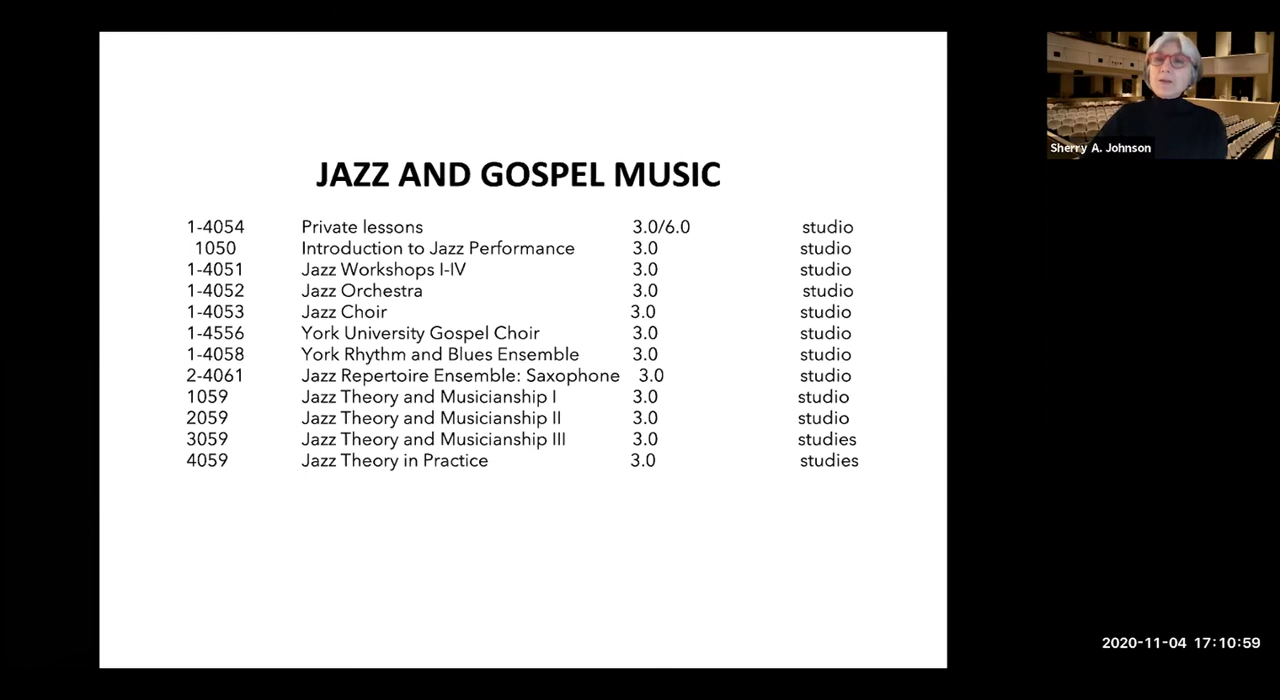 JAZZ AND GOSPEL MUSIC
1-4054 Private lessons 3.0/6.0 studio
1050 Introduction to Jazz Performance 3.0 studio
1-4051 Jazz Workshops I-IV 3.0 studio
1-4052 Jazz Orchestra 3.0 studio
1-4053 Jazz Choir 3.0 studio
1-4556 York University Gospel Choir 3.0 studio
1-4058 York Rhythm and Blues Ensemble 3.0 studio
2-4061 Jazz Repertoire Ensemble: Saxophone 3.0 studio
1059 Jazz Theory and Musicianship I 3.0 studio
2059 Jazz Theory and Musicianship II 3.0 studio
3059 Jazz Theory and Musicianship III 3.0 studies
4059 Jazz Theory in Practice 3.0 studies
Sherry A. Johnson
2020-11-04 17:10:59